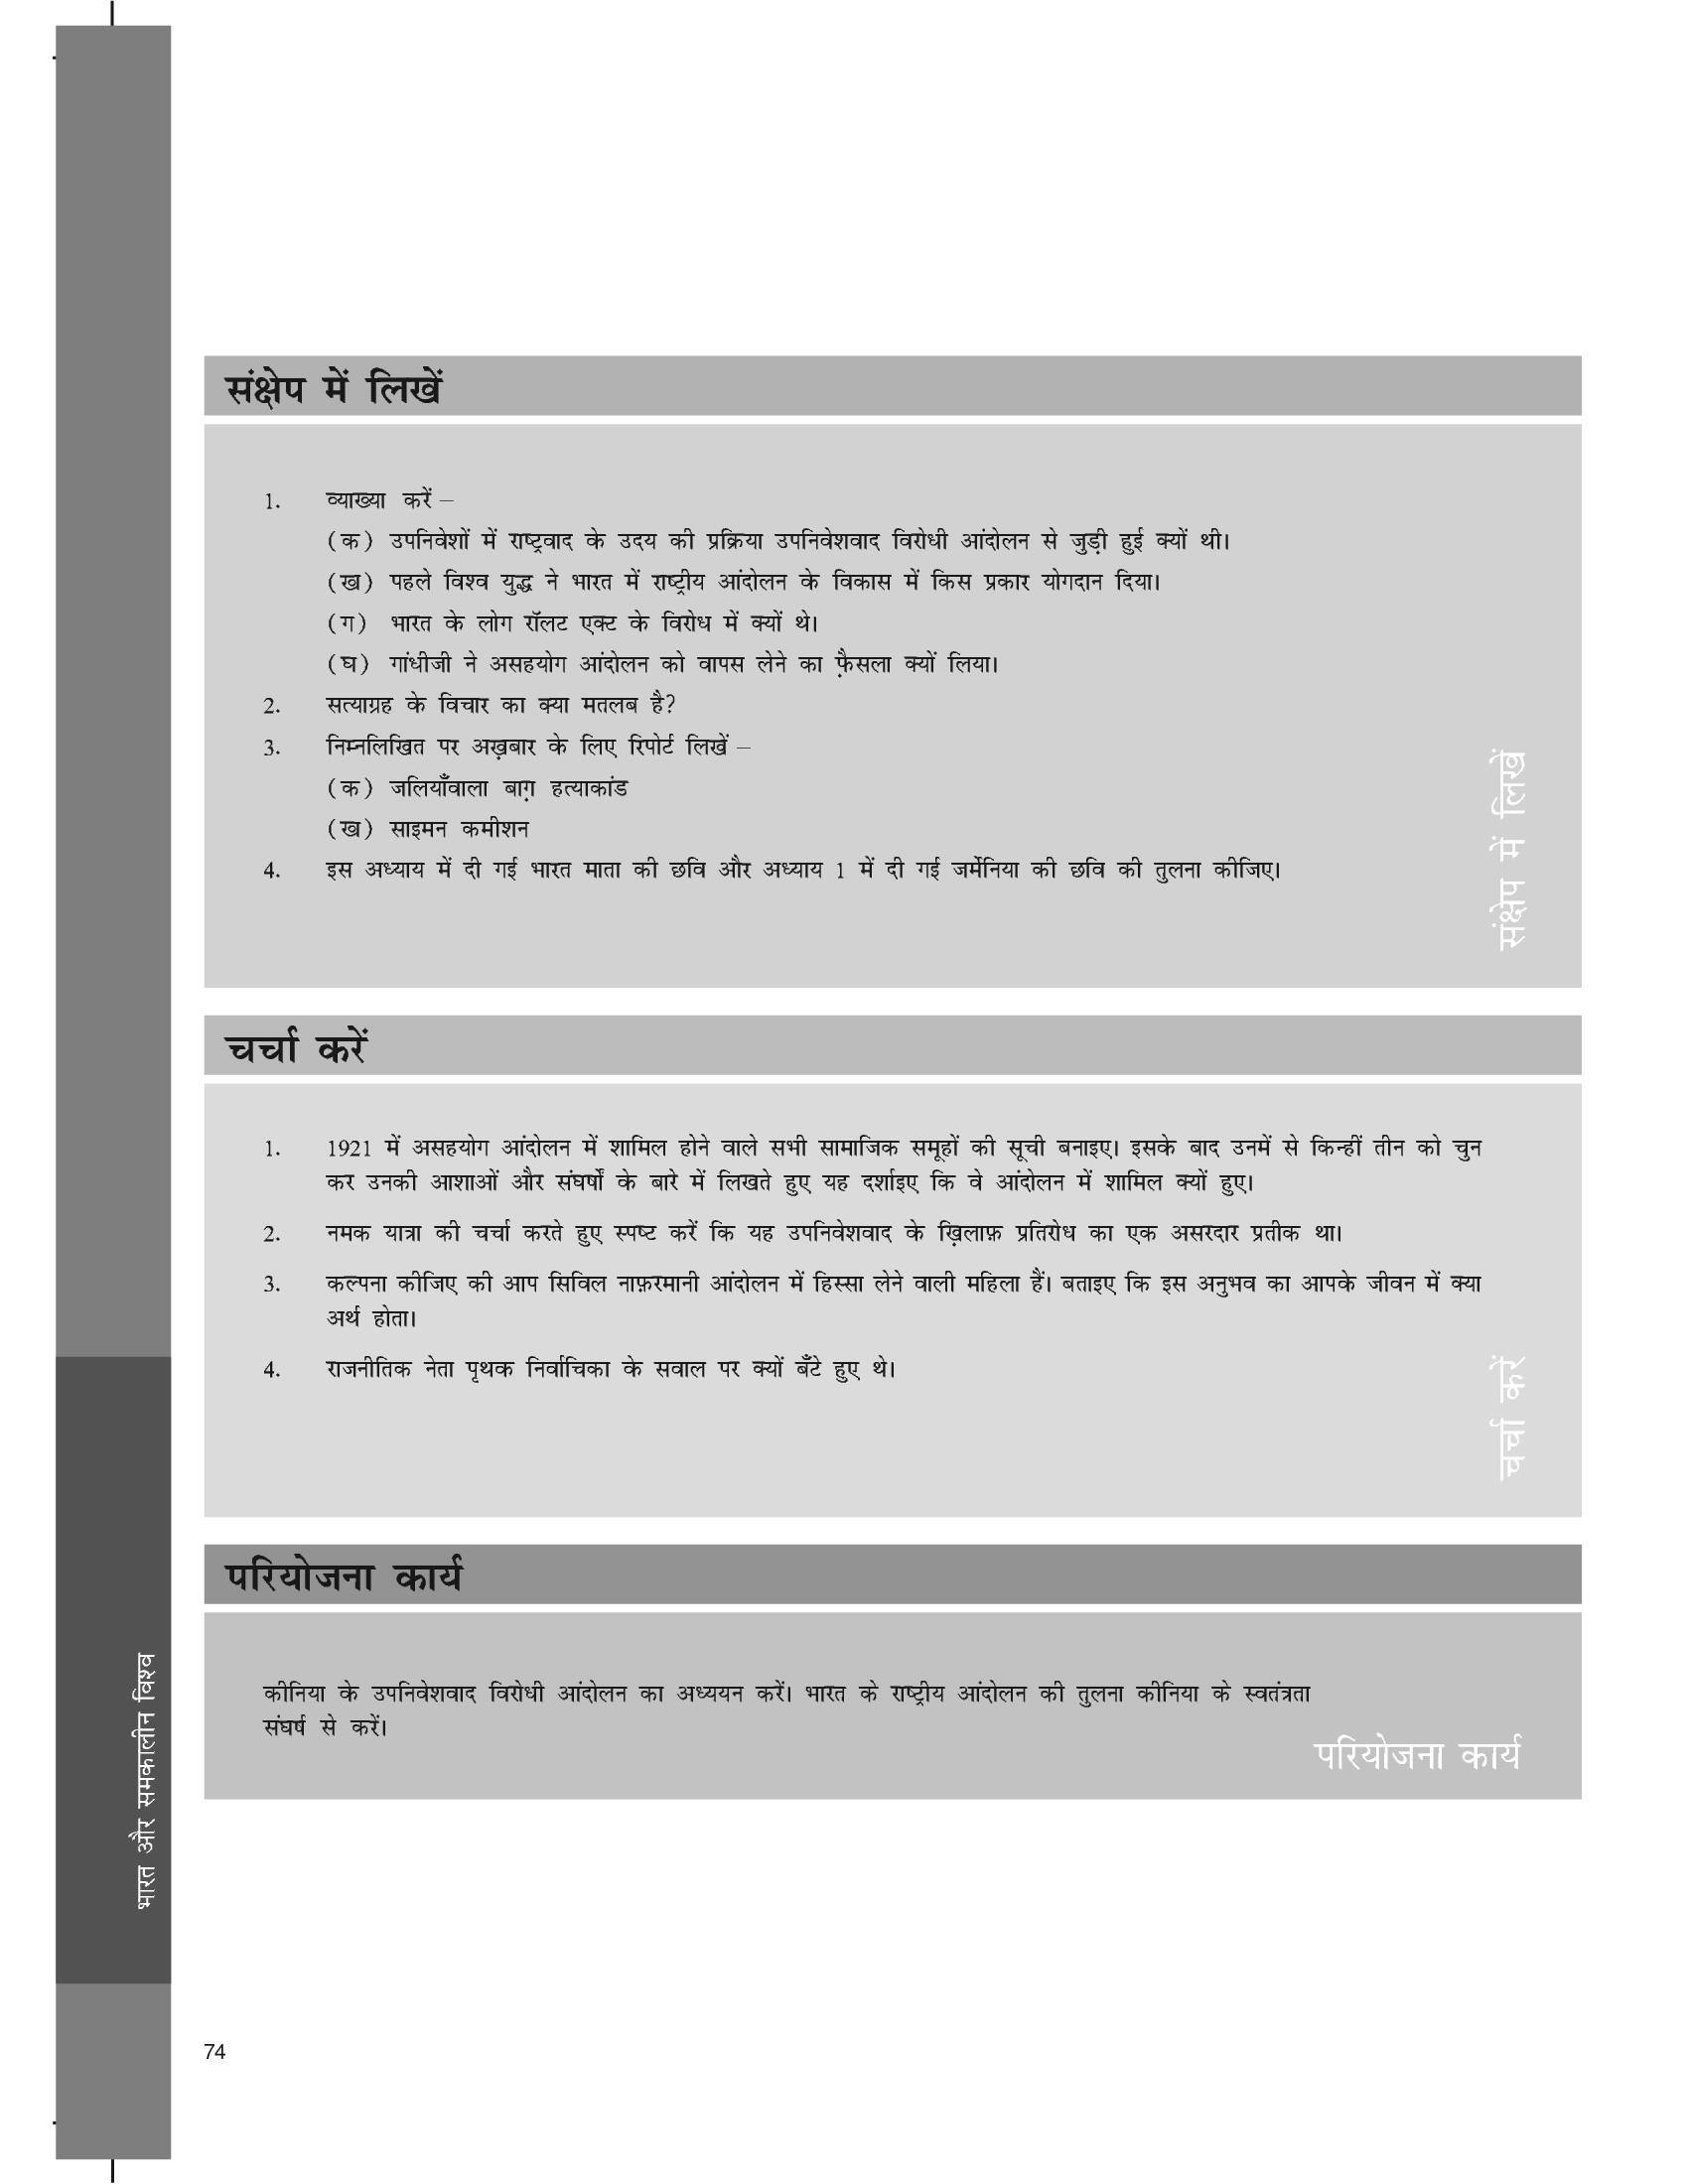 संक्षेप में लिखें
1. व्याख्या करें –
(क) उपनिवेशों में राष्ट्रवाद के उदय की प्रक्रिया उपनिवेशवाद विरोधी आंदोलन से जुड़ी हुई क्यों थी।
(ख) पहले विश्व युद्ध ने भारत में राष्ट्रीय आंदोलन के विकास में किस प्रकार योगदान दिया।
(ग) भारत के लोग रॉलट एक्ट के विरोध में क्यों थे।
(घ) गांधीजी ने असहयोग आंदोलन को वापस लेने का फ़ैसला क्यों लिया।
2. सत्याग्रह के विचार का क्या मतलब है?
3. निम्नलिखित पर अख़बार के लिए रिपोर्ट लिखें –
(क) जलियाँवाला बाग़ हत्याकांड
(ख) साइमन कमीशन
4. इस अध्याय में दी गई भारत माता की छवि और अध्याय 1 में दी गई जर्मेनिया की छवि की तुलना कीजिए।
संक्षेप में लिखें
चर्चा करें
1. 1921 में असहयोग आंदोलन में शामिल होने वाले सभी सामाजिक समूहों की सूची बनाइए। इसके बाद उनमें से किन्हीं तीन को चुन
कर उनकी आशाओं और संघर्षों के बारे में लिखते हुए यह दर्शाइए कि वे आंदोलन में शामिल क्यों हुए।
2. नमक यात्रा की चर्चा करते हुए स्पष्ट करें कि यह उपनिवेशवाद के ख़िलाफ़ प्रतिरोध का एक असरदार प्रतीक था।
3. कल्पना कीजिए की आप सिविल नाफ़रमानी आंदोलन में हिस्सा लेने वाली महिला हैं। बताइए कि इस अनुभव का आपके जीवन में क्या
अर्थ होता।
4. राजनीतिक नेता पृथक निर्वाचिका के सवाल पर क्यों बँटे हुए थे।
चर्चा करें
परियोजना कार्य
कीनिया के उपनिवेशवाद विरोधी आंदोलन का अध्ययन करें। भारत के राष्ट्रीय आंदोलन की तुलना कीनिया के स्वतंत्रता
संघर्ष से करें।
परियोजना कार्य
भारत और समकालीन विश्व
74